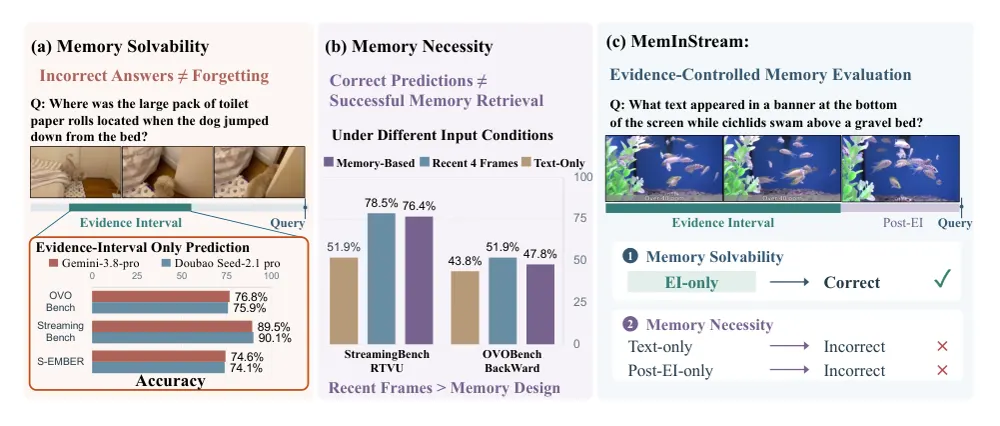 (a) Memory Solvability
Incorrect Answers ≠ Forgetting
Q: Where was the large pack of toilet
paper rolls located when the dog jumped
down from the bed?
Evidence Interval
Query
Evidence-Interval Only Prediction
Gemini-3.8-pro
Doubao Seed-2.1 pro
0
25
50
75
100
OVO
Bench
76.8%
75.9%
Streaming
Bench
89.5%
90.1%
S-EMBER
74.6%
74.1%
Accuracy
(b) Memory Necessity
Correct Predictions ≠
Successful Memory Retrieval
Under Different Input Conditions
Memory-Based
Recent 4 Frames
Text-Only
100
75
50
25
0
51.9%
78.5%
76.4%
43.8%
51.9%
47.8%
StreamingBench
RTVU
OVOBench
BackWard
Recent Frames > Memory Design
(c) MemInStream:
Evidence-Controlled Memory Evaluation
Q: What text appeared in a banner at the bottom
of the screen while cichlids swam above a gravel bed?
Evidence Interval
Post-EI
Query
1 Memory Solvability
EI-only → Correct ✓
2 Memory Necessity
Text-only → Incorrect ×
Post-EI-only → Incorrect ×